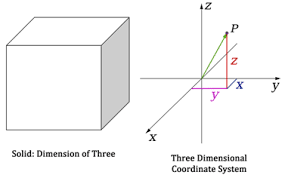 z
P
z
x
y
y
x
Solid: Dimension of Three
Three Dimensional
Coordinate System